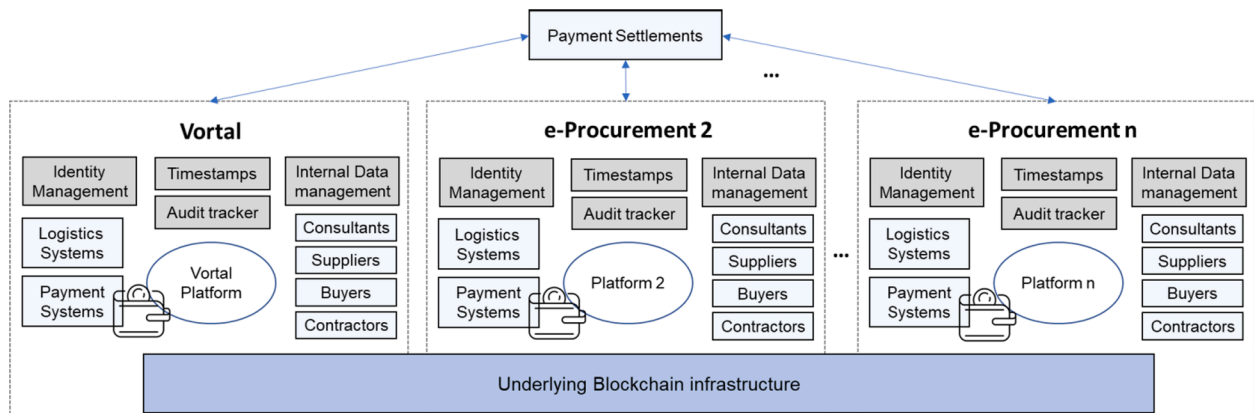 Payment Settlements
...
Vortal
Identity
Management
Timestamps
Audit tracker
Internal Data
management
Logistics
Systems
Payment
Systems
Vortal
Platform
Consultants
Suppliers
Buyers
Contractors
e-Procurement 2
Identity
Management
Timestamps
Audit tracker
Internal Data
management
Logistics
Systems
Payment
Systems
Platform 2
Consultants
Suppliers
Buyers
Contractors
...
e-Procurement n
Identity
Management
Timestamps
Audit tracker
Internal Data
management
Logistics
Systems
Payment
Systems
Platform n
Consultants
Suppliers
Buyers
Contractors
Underlying Blockchain infrastructure